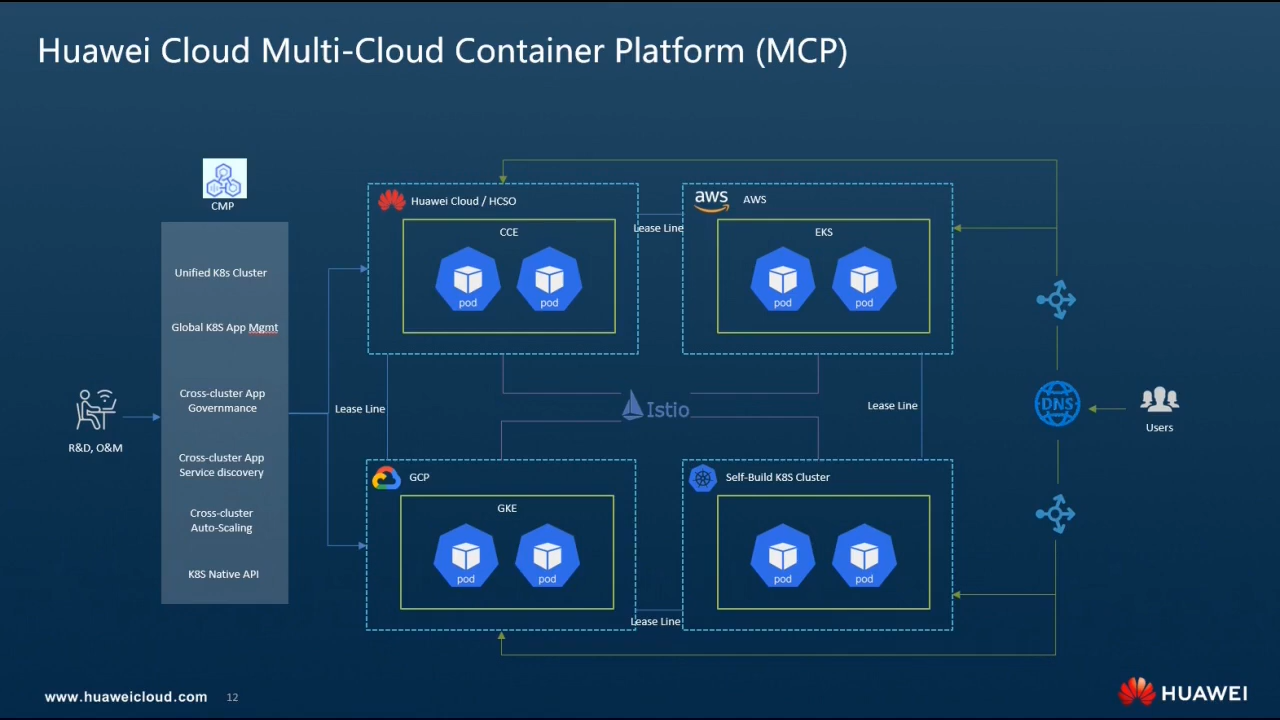 Huawei Cloud Multi-Cloud Container Platform (MCP)
CMP
Unified K8s Cluster
Global K8S App Mgmt
Cross-cluster App
Governmance
Cross-cluster App
Service discovery
Cross-cluster
Auto-Scaling
K8S Native API
R&D, O&M
Huawei Cloud / HCSO
CCE
pod
pod
Lease Line
aws
AWS
EKS
pod
pod
Lease Line
Istio
Lease Line
GCP
GKE
pod
pod
Lease Line
Self-Build K8S Cluster
pod
pod
DNS
Users
www.huaweicloud.com
12
HUAWEI